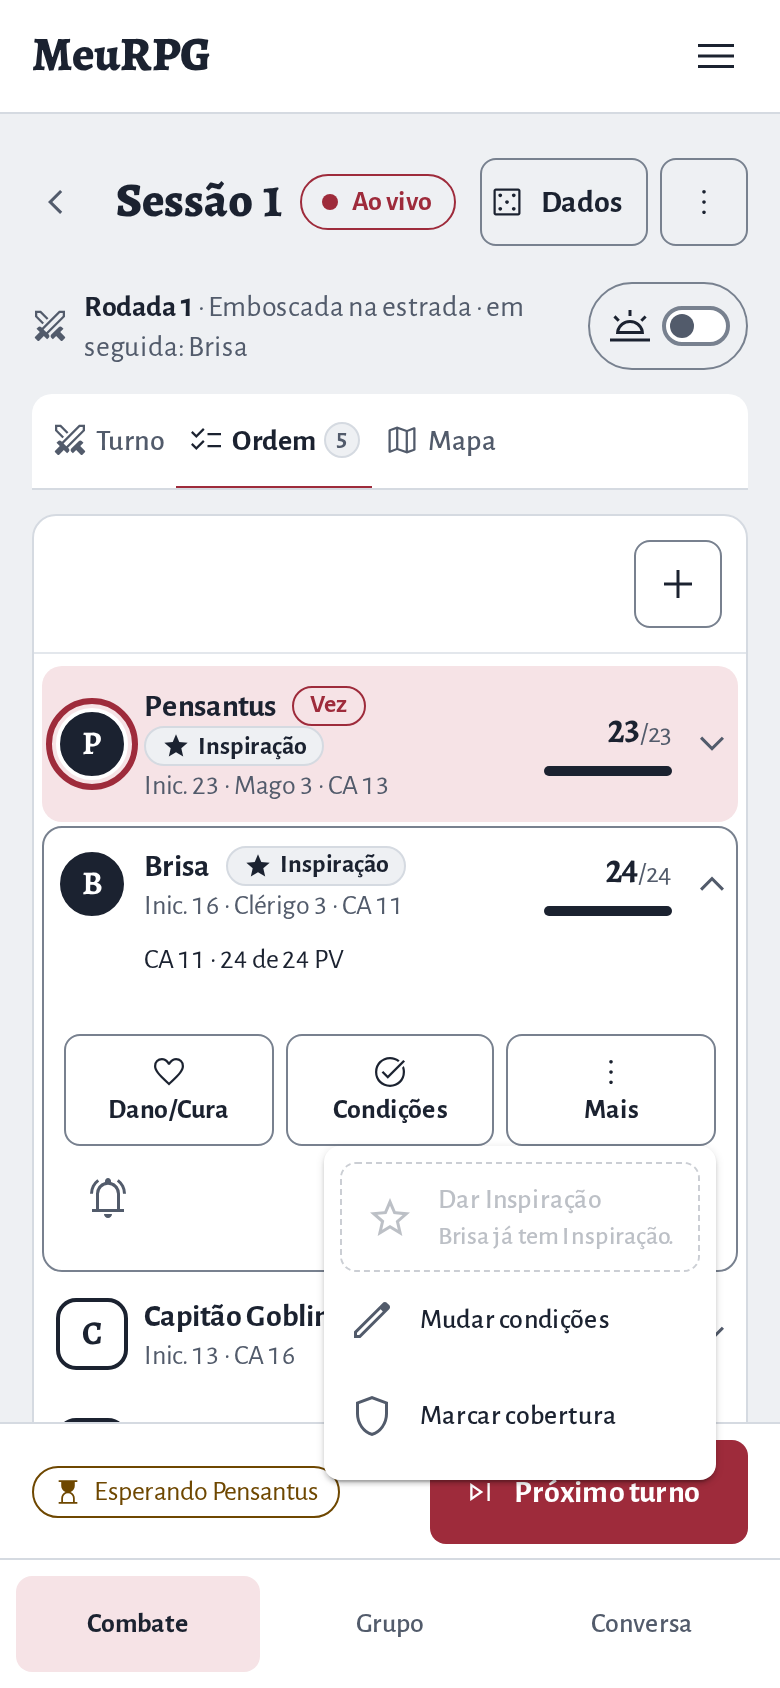 MeuRPG
Sessão 1
Ao vivo
Dados
Rodada 1 · Emboscada na estrada · em
seguida: Brisa
Turno
Ordem 5
Mapa
P
Pensantus Vez
Inspiração
Inic. 23 · Mago 3 · CA 13
23/23
B
Brisa Inspiração
Inic. 16 · Clérigo 3 · CA 11
24/24
CA 11 · 24 de 24 PV
Dano/Cura
Condições
Mais
Dar Inspiração
Brisa já tem Inspiração.
Mudar condições
Marcar cobertura
C
Capitão Goblin
Inic. 13 · CA 16
Esperando Pensantus
Próximo turno
Combate
Grupo
Conversa